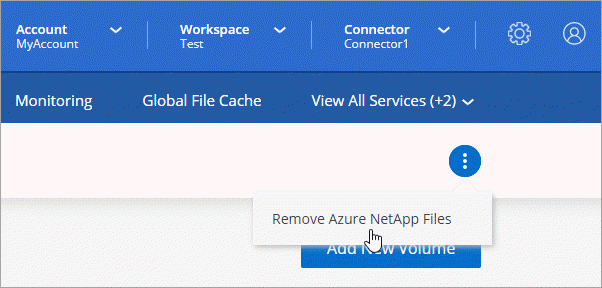 Account
MyAccount
Workspace
Test
Connector
Connector1
Monitoring
Global File Cache
View All Services (+2)
Remove Azure NetApp Files
Add New Volume